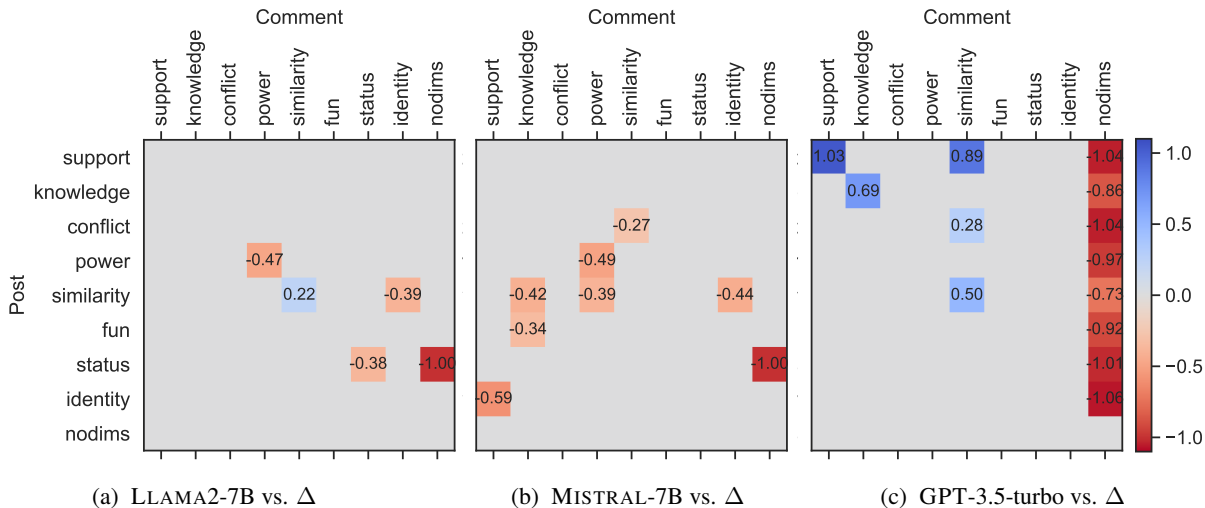 Comment Comment Comment
support knowledge conflict power similarity fun status identity nodims support knowledge conflict power similarity fun status identity nodims support knowledge conflict power similarity fun status identity nodims
support 1.03 0.89 -1.04 1.0
knowledge 0.69 -0.86
conflict -0.27 0.28 -1.04 0.5
power -0.47 -0.49 -0.97
Post similarity 0.22 -0.39 -0.42 -0.39 -0.44 0.50 -0.73 0.0
fun -0.34 -0.92
status -0.38 -1.00 -1.00 -1.01 −0.5
identity -0.59 -1.06
nodims −1.0
(a) LLAMA2-7B vs. Δ (b) MISTRAL-7B vs. Δ (c) GPT-3.5-turbo vs. Δ